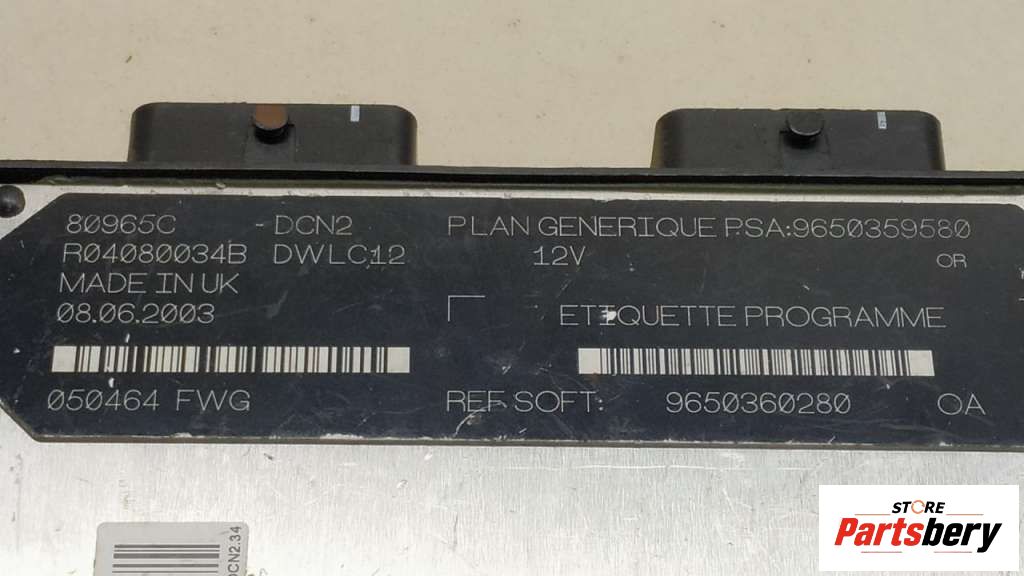 80965C - DCN2 PLAN GENERIQUE PSA:9650359580
R04080034B DWLC12 12V OR
MADE IN UK
08.06.2003 ETIQUETTE PROGRAMME
050464 FWG REF SOFT: 9650360280 OA
DCN2.34
STORE
Partsbery